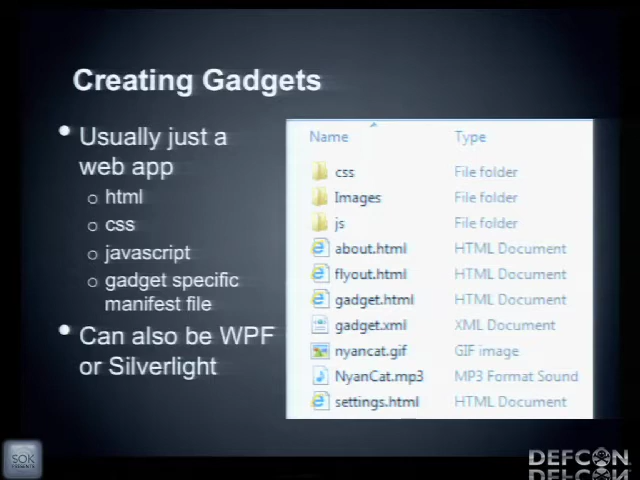 Creating Gadgets
Usually just a
web app
html
css
javascript
gadget specific
manifest file
Can also be WPF
or Silverlight
Name Type
css File folder
Images File folder
js File folder
about.html HTML Document
flyout.html HTML Document
gadget.html HTML Document
gadget.xml XML Document
nyancat.gif GIF image
NyanCat.mp3 MP3 Format Sound
settings.html HTML Document
SOK
DEFCON